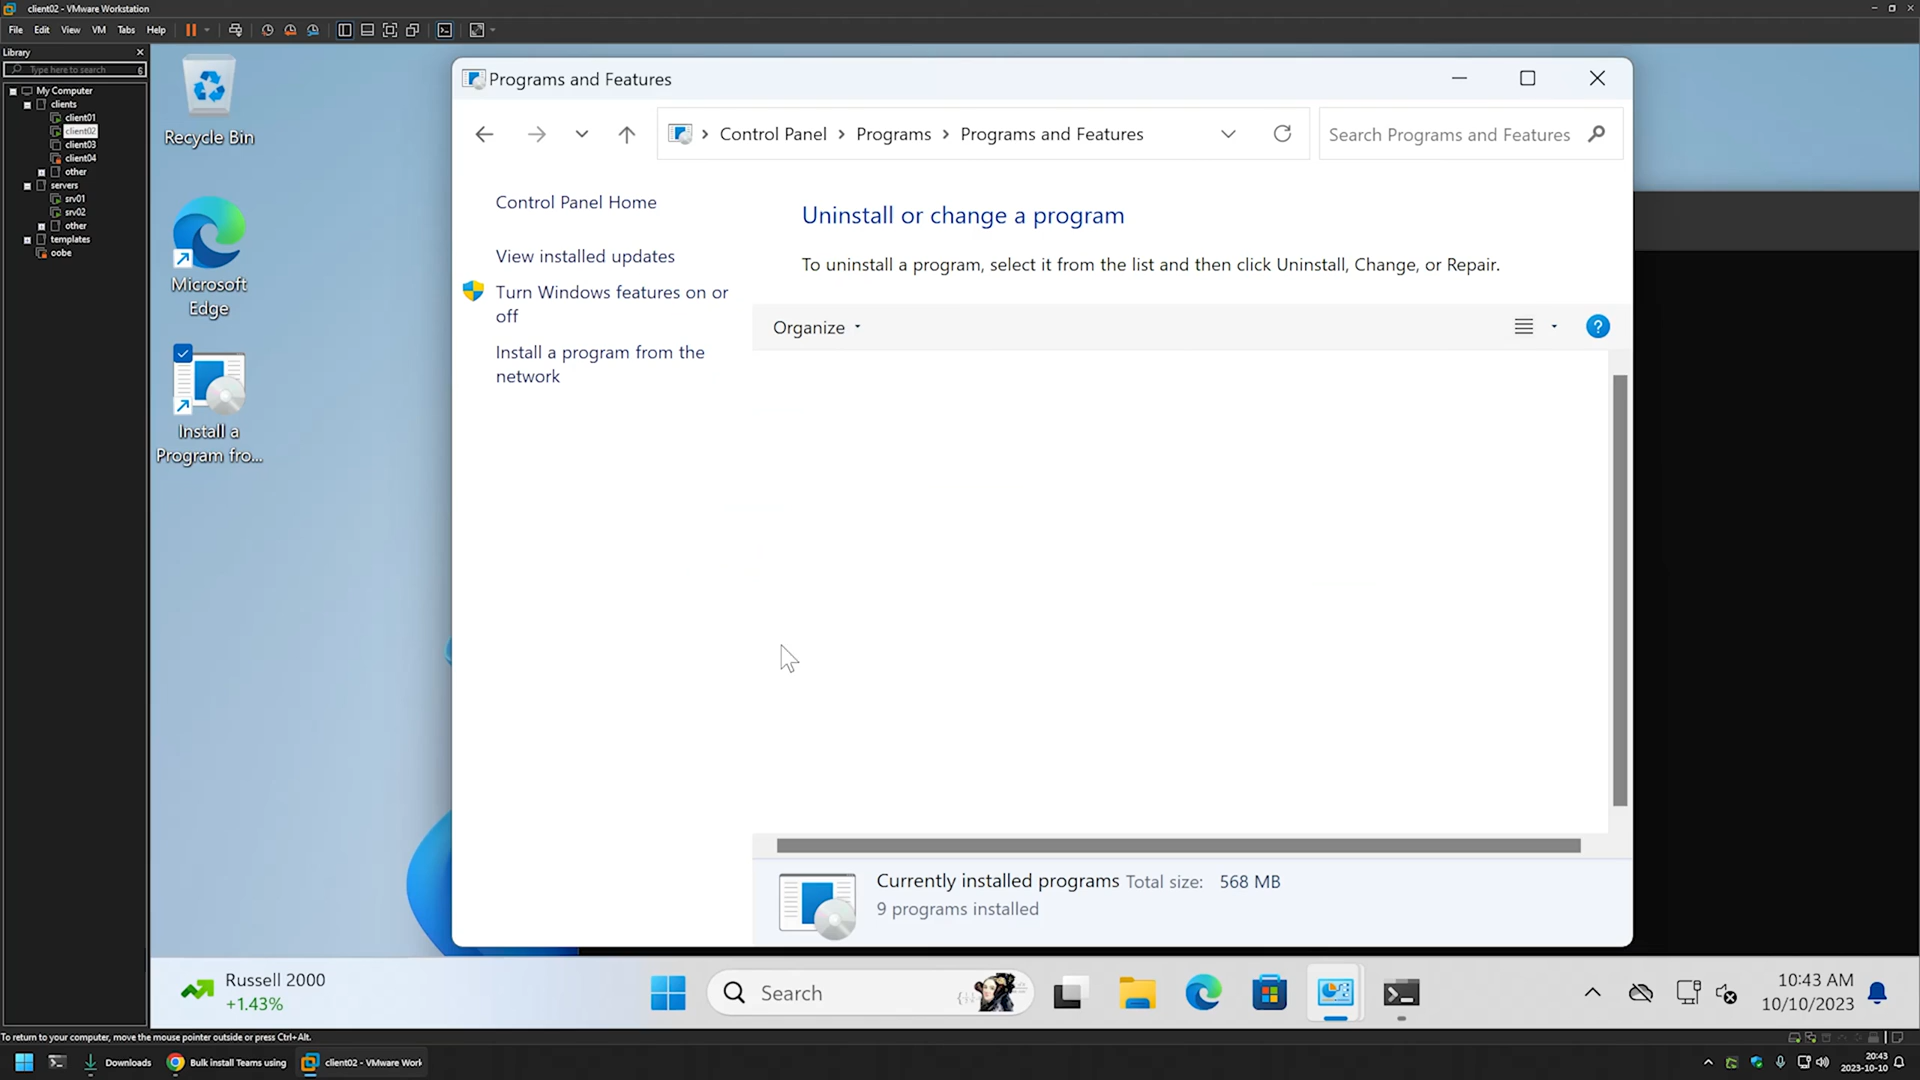 client02 - VMware Workstation
File Edit View VM Tabs Help
Library
Type here to search
My Computer
clients
client01
client02
client03
client04
other
servers
srv01
srv02
other
templates
oobe
Recycle Bin
Microsoft
Edge
Install a
Program fro...
Programs and Features
Control Panel Programs Programs and Features
Search Programs and Features
Control Panel Home
View installed updates
Turn Windows features on or
off
Install a program from the
network
Uninstall or change a program
To uninstall a program, select it from the list and then click Uninstall, Change, or Repair.
Organize
?
Currently installed programs Total size: 568 MB
9 programs installed
Russell 2000
+1.43%
Search
10:43 AM
10/10/2023
To return to your computer, move the mouse pointer outside or press Ctrl+Alt.
Downloads
Bulk install Teams using
client02 - VMware Work
20:43
2023-10-10